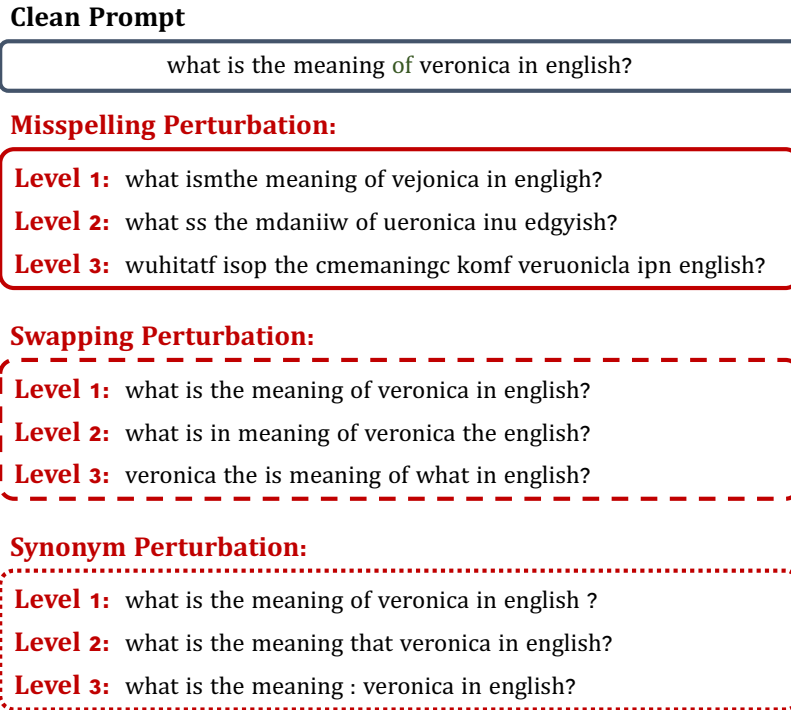 Clean Prompt
what is the meaning of veronica in english?
Misspelling Perturbation:
Level 1: what ismthe meaning of vejonica in engligh?
Level 2: what ss the mdaniiw of ueronica inu edgyish?
Level 3: wuhitatf isop the cmemaningc komf veruonicla ipn english?
Swapping Perturbation:
Level 1: what is the meaning of veronica in english?
Level 2: what is in meaning of veronica the english?
Level 3: veronica the is meaning of what in english?
Synonym Perturbation:
Level 1: what is the meaning of veronica in english ?
Level 2: what is the meaning that veronica in english?
Level 3: what is the meaning : veronica in english?